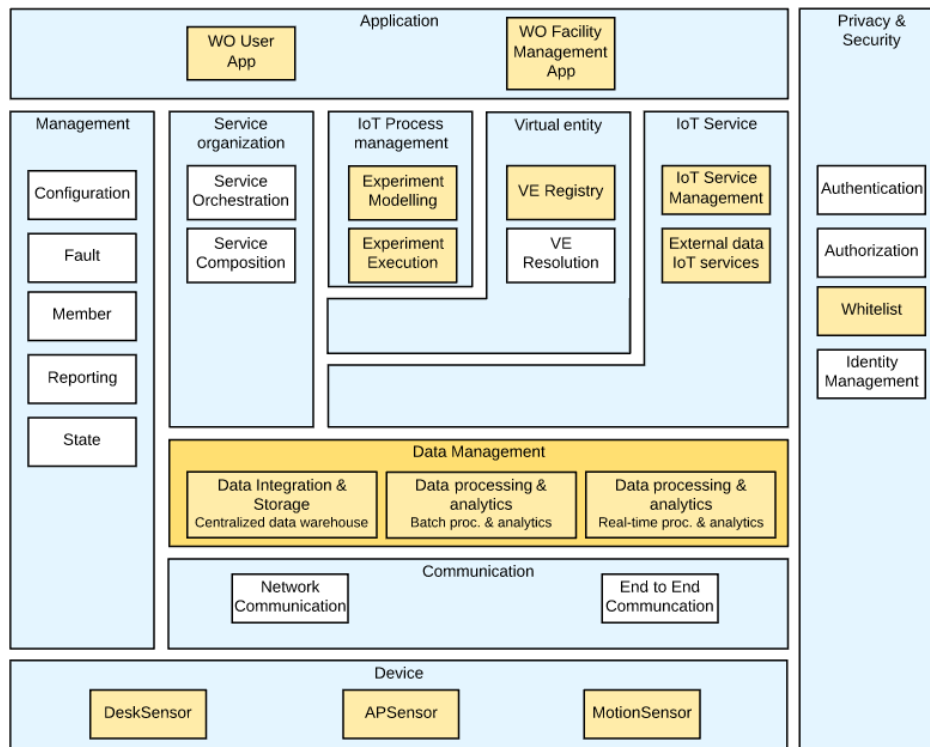 Application
WO User
App
WO Facility
Management
App
Privacy &
Security
Authentication
Authorization
Whitelist
Identity
Management
Management
Configuration
Fault
Member
Reporting
State
Service
organization
Service
Orchestration
Service
Composition
IoT Process
management
Experiment
Modelling
Experiment
Execution
Virtual entity
VE Registry
VE
Resolution
IoT Service
IoT Service
Management
External data
IoT services
Data Management
Data Integration &
Storage
Centralized data warehouse
Data processing &
analytics
Batch proc. & analytics
Data processing &
analytics
Real-time proc. & analytics
Communication
Network
Communication
End to End
Communcation
Device
DeskSensor
APSensor
MotionSensor